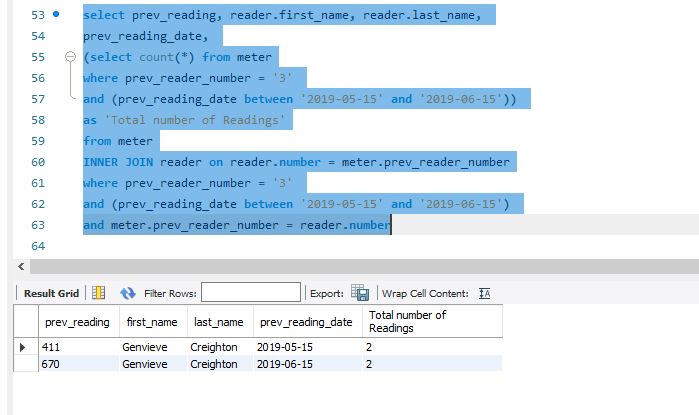 53 select prev_reading, reader.first_name, reader.last_name,
54 prev_reading_date,
55 (select count(*) from meter
56 where prev_reader_number = '3'
57 and (prev_reading_date between '2019-05-15' and '2019-06-15'))
58 as 'Total number of Readings'
59 from meter
60 INNER JOIN reader on reader.number = meter.prev_reader_number
61 where prev_reader_number = '3'
62 and (prev_reading_date between '2019-05-15' and '2019-06-15')
63 and meter.prev_reader_number = reader.number
64
Result Grid Filter Rows: Export: Wrap Cell Content: IA
prev_reading first_name last_name prev_reading_date Total number of
Readings
411 Genvieve Creighton 2019-05-15 2
670 Genvieve Creighton 2019-06-15 2